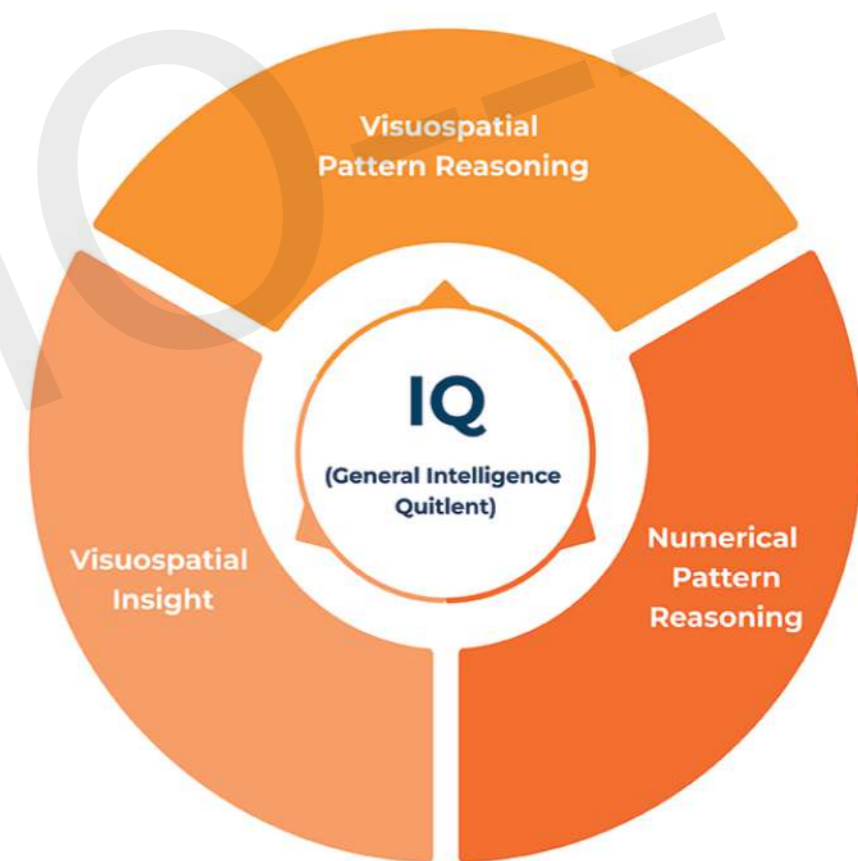 Visuospatial
Pattern Reasoning
IQ
(General Intelligence
Quitlent)
Visuospatial
Insight
Numerical
Pattern
Reasoning